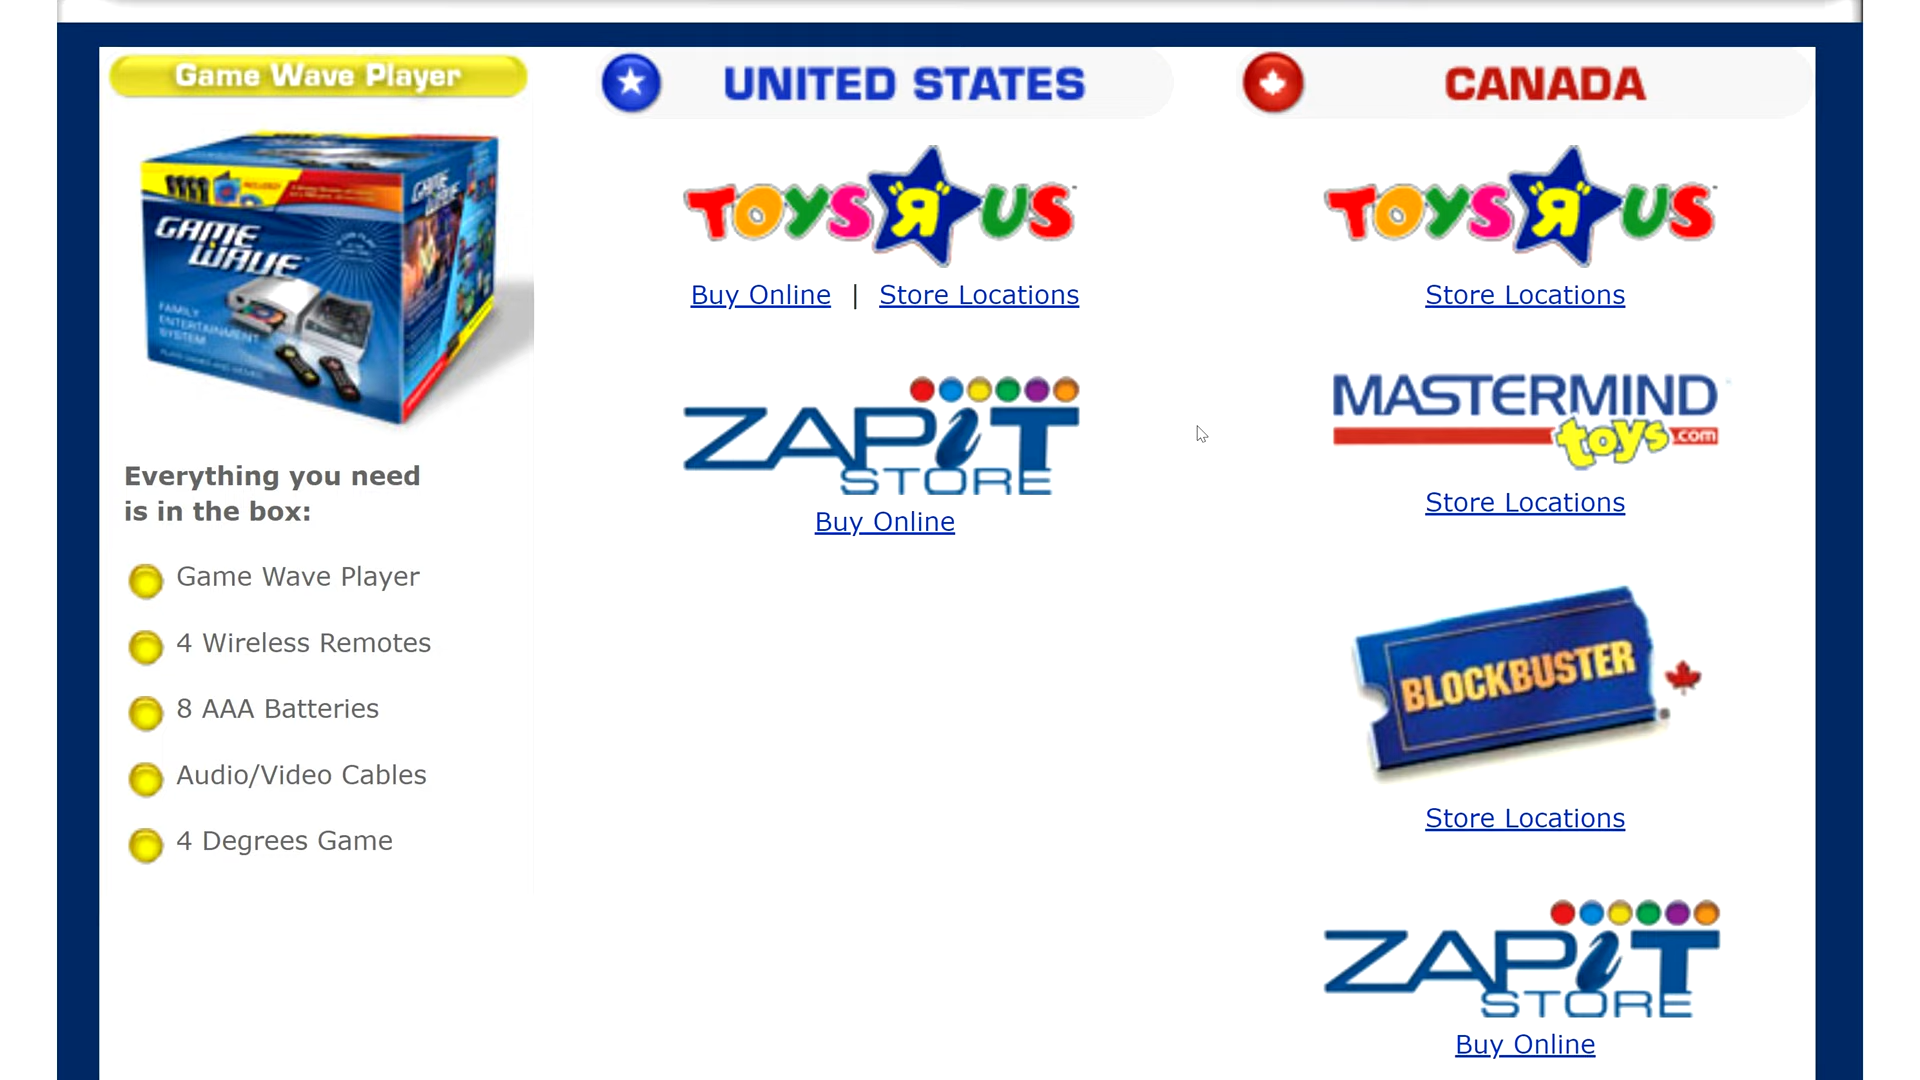 Game Wave Player
GAME
WAVE
FAMILY
ENTERTAINMENT
SYSTEM
GAME
WAVE
Everything you need
is in the box:
Game Wave Player
4 Wireless Remotes
8 AAA Batteries
Audio/Video Cables
4 Degrees Game
UNITED STATES
TOYS "R" US
Buy Online | Store Locations
ZAPiT
STORE
Buy Online
CANADA
TOYS "R" US
Store Locations
MASTERMIND
toys.com
Store Locations
BLOCKBUSTER
Store Locations
ZAPiT
STORE
Buy Online